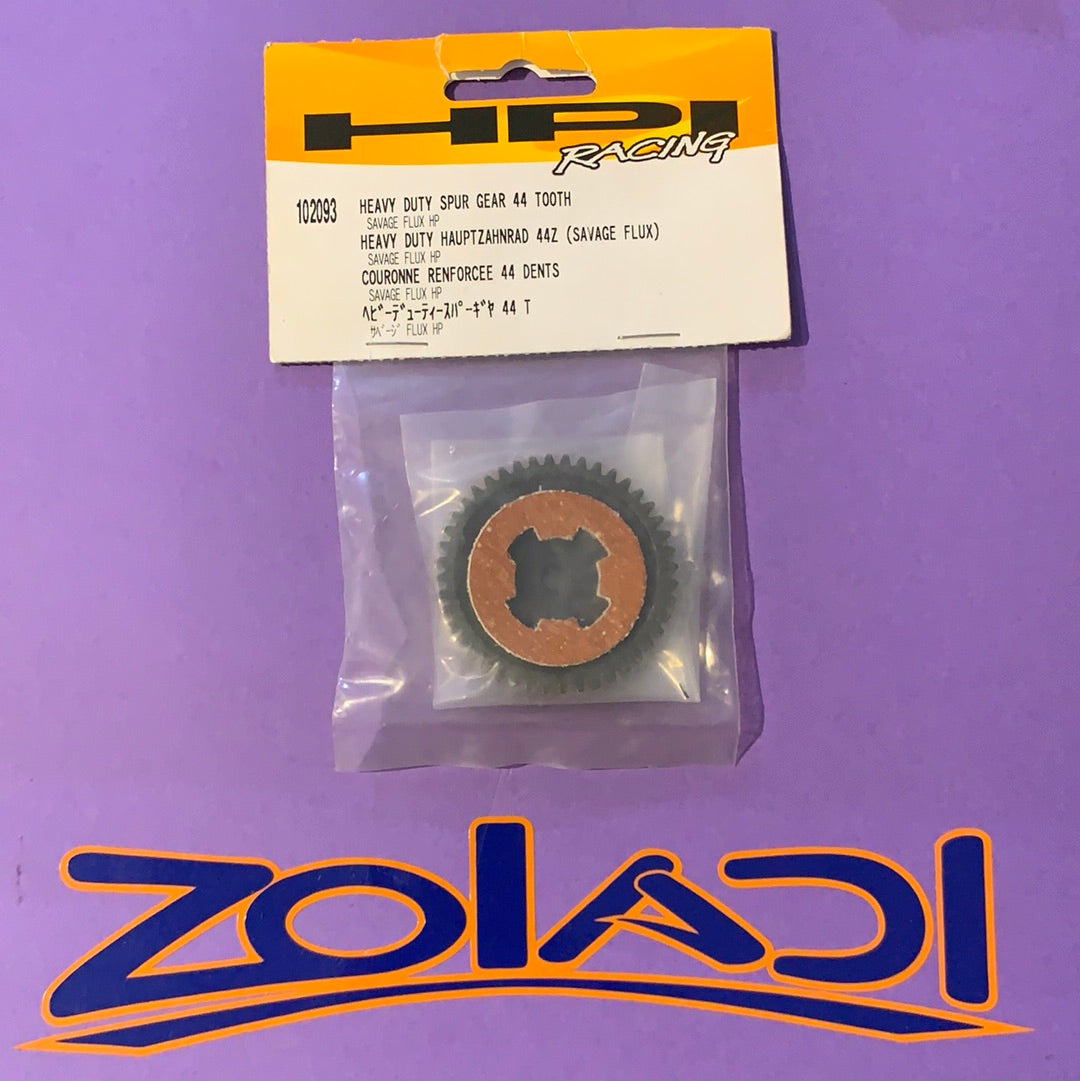 HPI
RACING
102093 HEAVY DUTY SPUR GEAR 44 TOOTH
SAVAGE FLUX HP
HEAVY DUTY HAUPTZAHNRAD 44Z (SAVAGE FLUX)
SAVAGE FLUX HP
COURONNE RENFORCEE 44 DENTS
SAVAGE FLUX HP
ﾍﾋﾞｰﾃﾞｭｰﾃｨｰｽﾊﾟｰｷﾞﾔ 44 T
ｻﾍﾞｰｼﾞ FLUX HP
ZOIADI